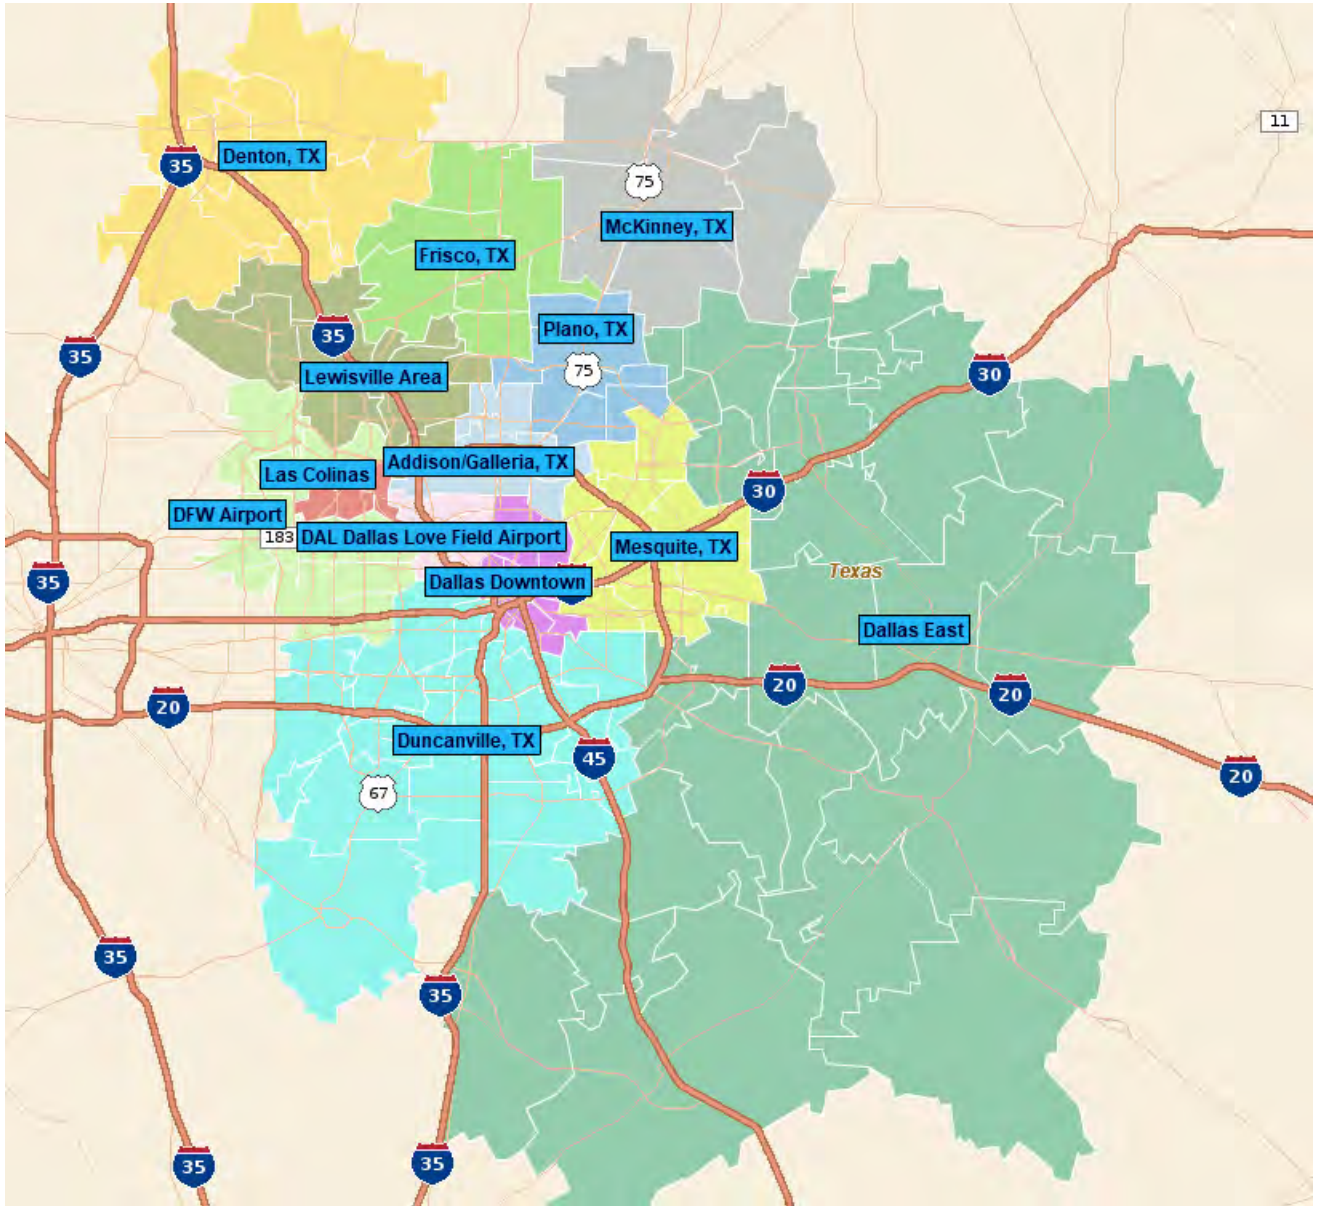 11
Denton, TX
35
75
McKinney, TX
Frisco, TX
Plano, TX
35
35
75
30
Lewisville Area
Addison/Galleria, TX
Las Colinas
30
DFW Airport
183
DAL Dallas Love Field Airport
Mesquite, TX
Texas
35
Dallas Downtown
Dallas East
20
20
20
Duncanville, TX
45
20
67
35
35
35
35